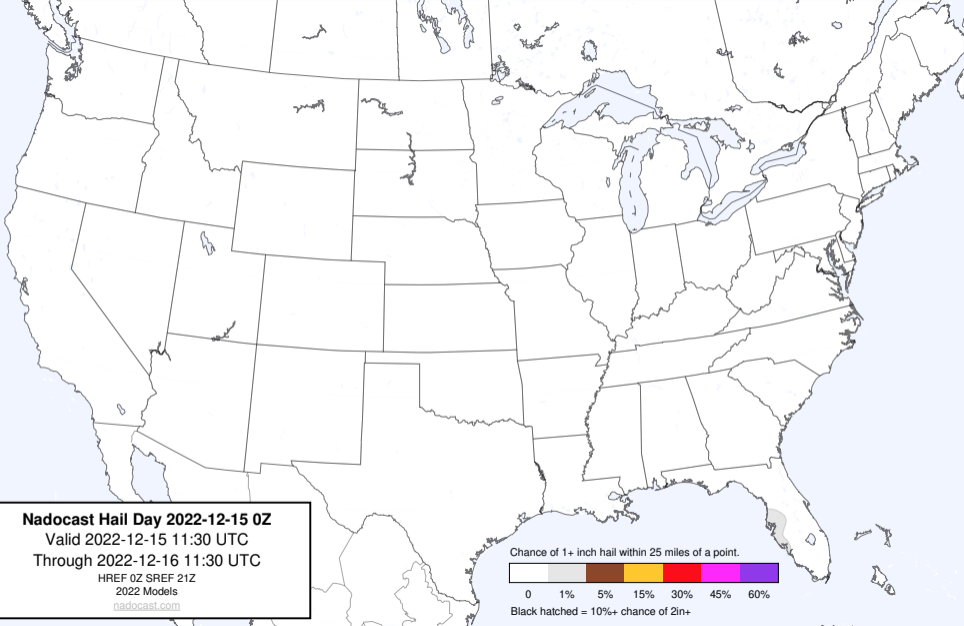 Nadocast Hail Day 2022-12-15 0Z
Valid 2022-12-15 11:30 UTC
Through 2022-12-16 11:30 UTC
HREF 0Z SREF 21Z
2022 Models
nadocast.com
Chance of 1+ inch hail within 25 miles of a point.
0 1% 5% 15% 30% 45% 60%
Black hatched = 10%+ chance of 2in+